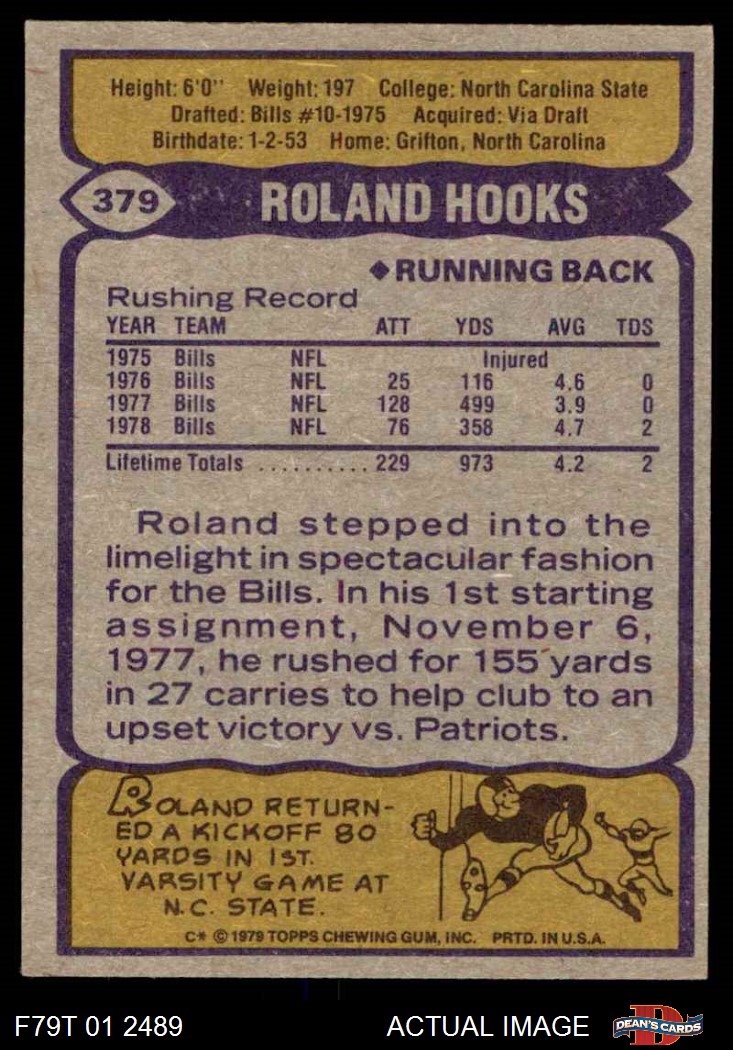 Height: 6'0" Weight: 197 College: North Carolina State
Drafted: Bills #10-1975 Acquired: Via Draft
Birthdate: 1-2-53 Home: Grifton, North Carolina
379 ROLAND HOOKS
◆RUNNING BACK
Rushing Record
YEAR TEAM ATT YDS AVG TDS
1975 Bills NFL Injured
1976 Bills NFL 25 116 4.6 0
1977 Bills NFL 128 499 3.9 0
1978 Bills NFL 76 358 4.7 2
Lifetime Totals .......... 229 973 4.2 2
Roland stepped into the
limelight in spectacular fashion
for the Bills. In his 1st starting
assignment, November 6,
1977, he rushed for 155 yards
in 27 carries to help club to an
upset victory vs. Patriots.
ROLAND RETURN-
ED A KICKOFF 80
YARDS IN 1ST.
VARSITY GAME AT
N.C. STATE.
C* © 1979 TOPPS CHEWING GUM, INC. PRTD. IN U.S.A.
F79T 01 2489 ACTUAL IMAGE DEAN'S CARDS